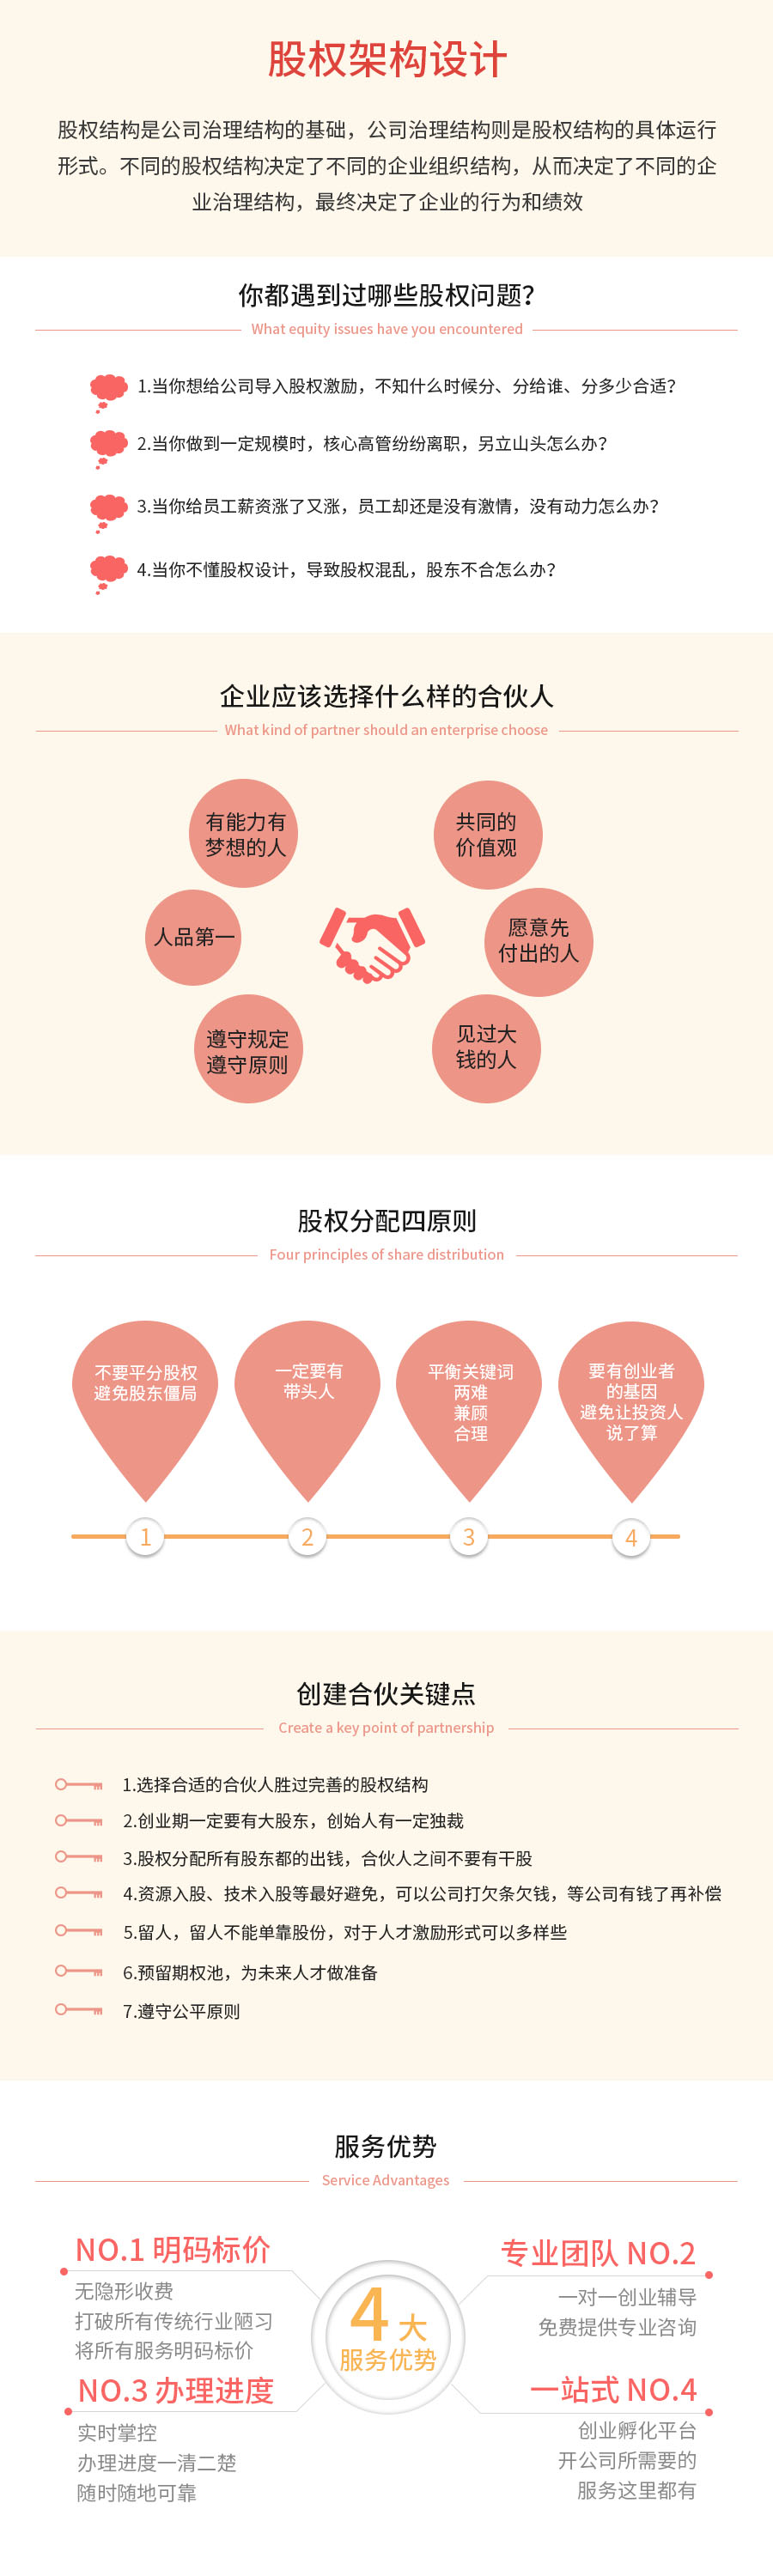 股权架构设计
股权结构是公司治理结构的基础，公司治理结构则是股权结构的具体运行
形式。不同的股权结构决定了不同的企业组织结构，从而决定了不同的企
业治理结构，最终决定了企业的行为和绩效
你都遇到过哪些股权问题？
What equity issues have you encountered
1.当你想给公司导入股权激励，不知什么时候分、分给谁、分多少合适？
2.当你做到一定规模时，核心高管纷纷离职，另立山头怎么办？
3.当你给员工薪资涨了又涨，员工却还是没有激情，没有动力怎么办？
4.当你不懂股权设计，导致股权混乱，股东不合怎么办？
企业应该选择什么样的合伙人
What kind of partner should an enterprise choose
有能力有
梦想的人
共同的
价值观
人品第一
愿意先
付出的人
遵守规定
遵守原则
见过大
钱的人
股权分配四原则
Four principles of share distribution
不要平分股权
避免股东僵局
一定要有
带头人
平衡关键词
两难
兼顾
合理
要有创业者
的基因
避免让投资人
说了算
1
2
3
4
创建合伙关键点
Create a key point of partnership
1.选择合适的合伙人胜过完善的股权结构
2.创业期一定要有大股东，创始人有一定独裁
3.股权分配所有股东都的出钱，合伙人之间不要有干股
4.资源入股、技术入股等最好避免，可以公司打欠条欠钱，等公司有钱了再补偿
5.留人，留人不能单靠股份，对于人才激励形式可以多样些
6.预留期权池，为未来人才做准备
7.遵守公平原则
服务优势
Service Advantages
NO.1 明码标价
无隐形收费
打破所有传统行业陋习
将所有服务明码标价
专业团队 NO.2
一对一创业辅导
免费提供专业咨询
4 大
服务优势
NO.3 办理进度
实时掌控
办理进度一清二楚
随时随地可靠
一站式 NO.4
创业孵化平台
开公司所需要的
服务这里都有